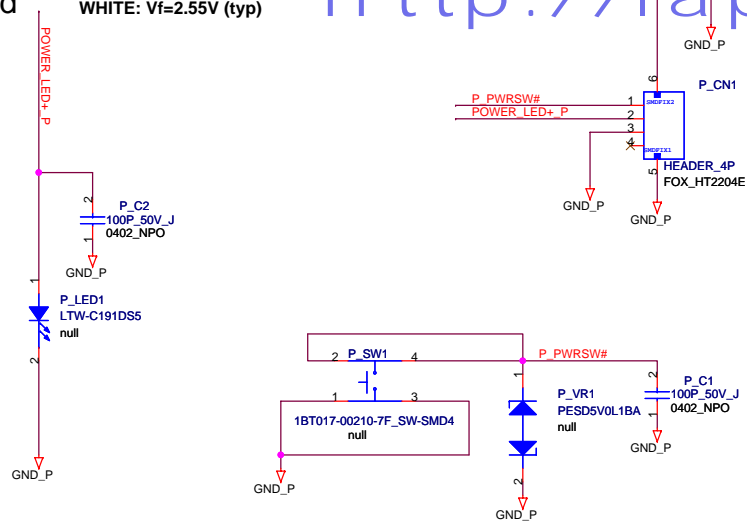 d
WHITE: Vf=2.55V (typ)
http://lap
POWER_LED+_P
GND_P
P_CN1
6
P_PWRSW#
1
SMDFIX2
POWER_LED+_P
2
3
4
SMDFIX1
5
HEADER_4P
FOX_HT2204E
GND_P
GND_P
2
P_C2
100P_50V_J
0402_NPO
1
GND_P
1
P_LED1
LTW-C191DS5
null
2
GND_P
2
P_SW1
4
P_PWRSW#
1
3
1BT017-00210-7F_SW-SMD4
null
GND_P
1
P_VR1
PESD5V0L1BA
null
2
GND_P
2
P_C1
100P_50V_J
0402_NPO
1
GND_P